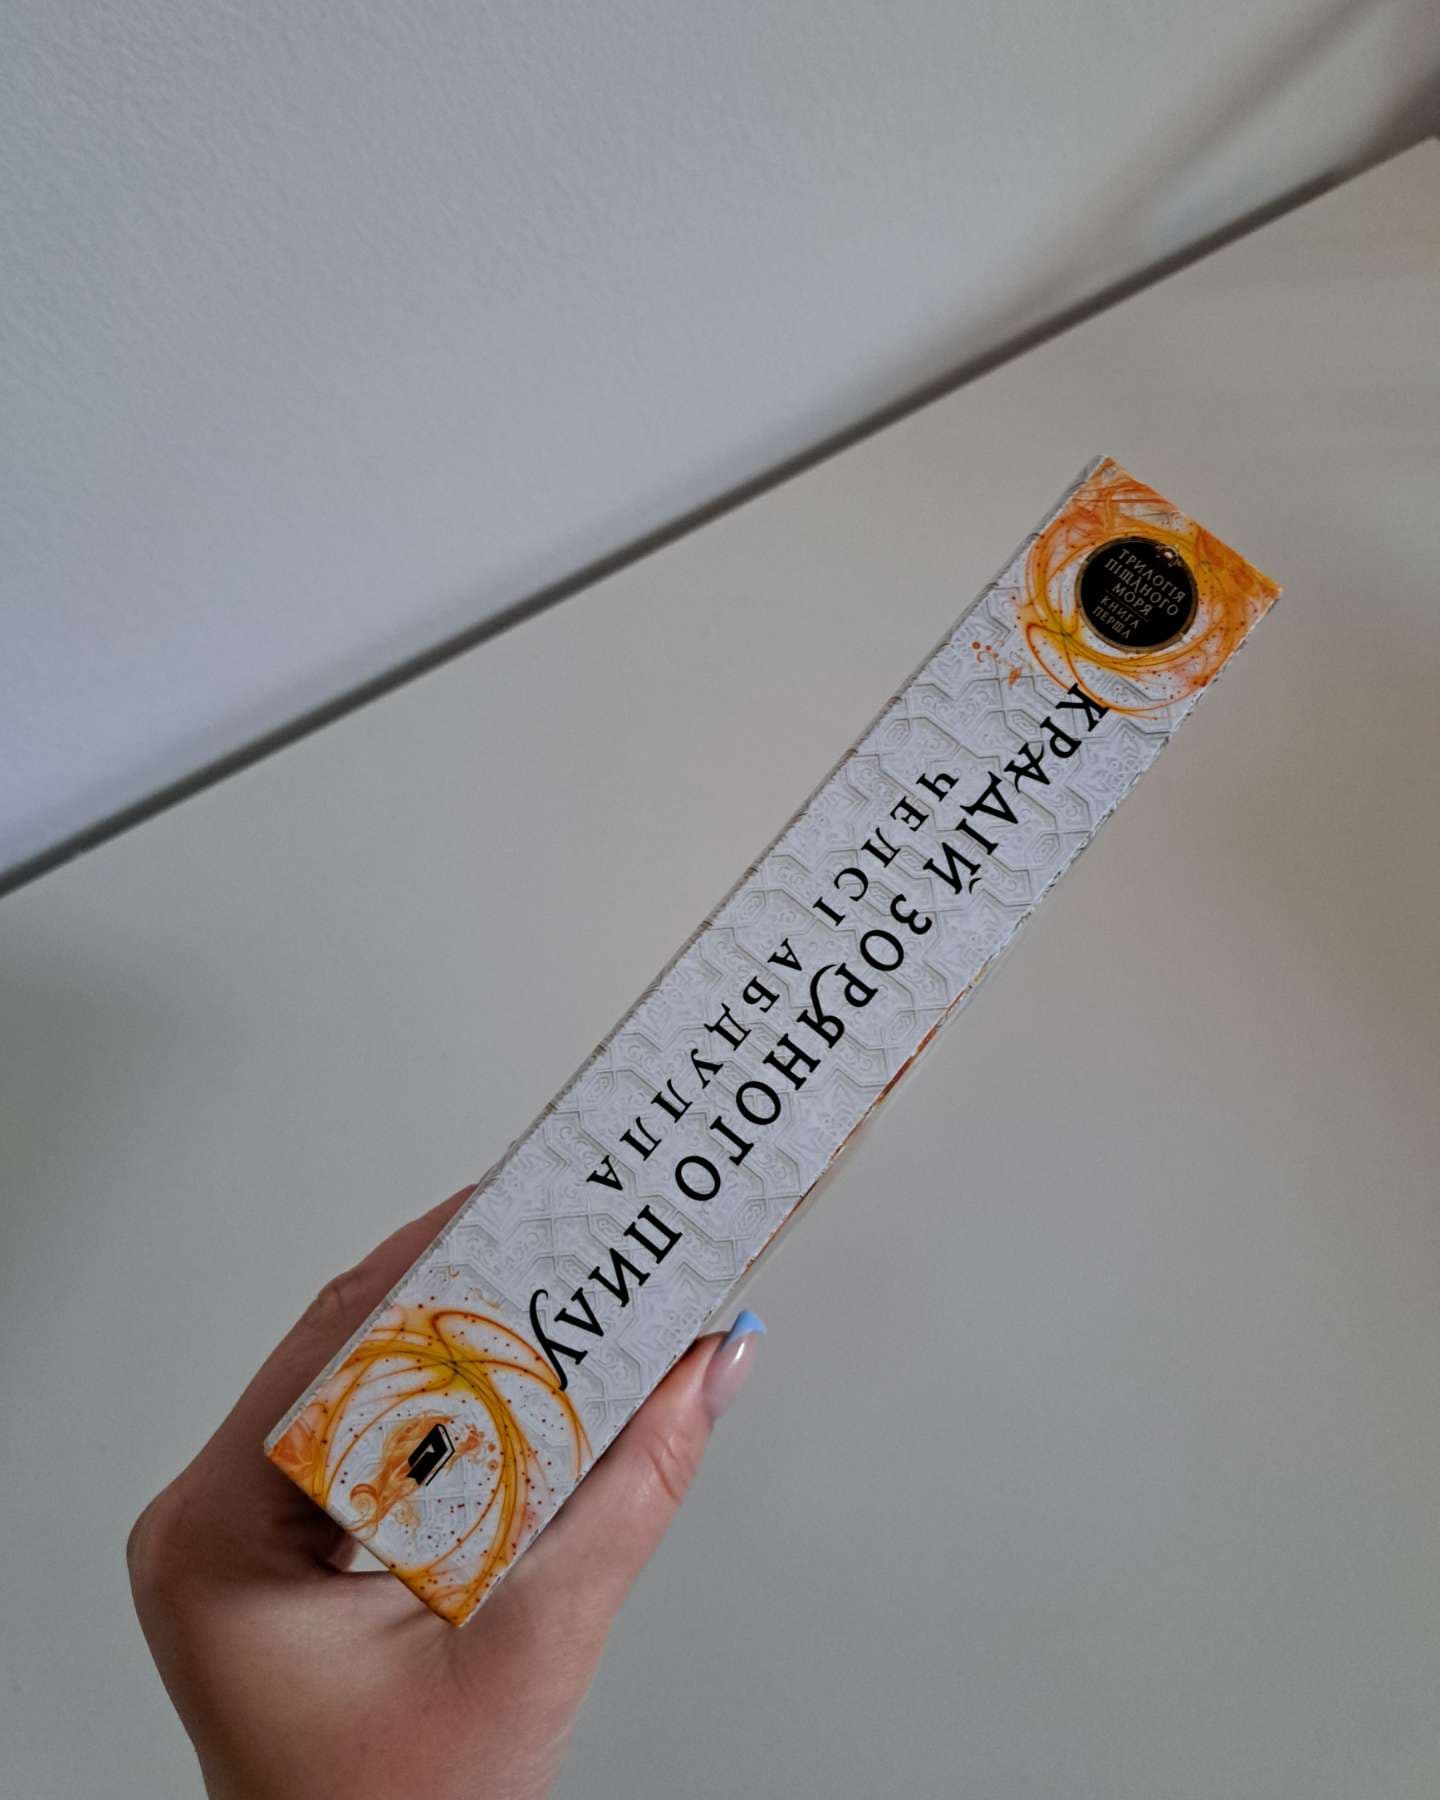 ТРИЛОГІЯ
ПІЩАНОГО
МОРЯ
КНИГА
ПЕРША
КРАДІЙ ЗОРЯНОГО ПИЛУ
ЧЕЛСІ АБДУЛЛА